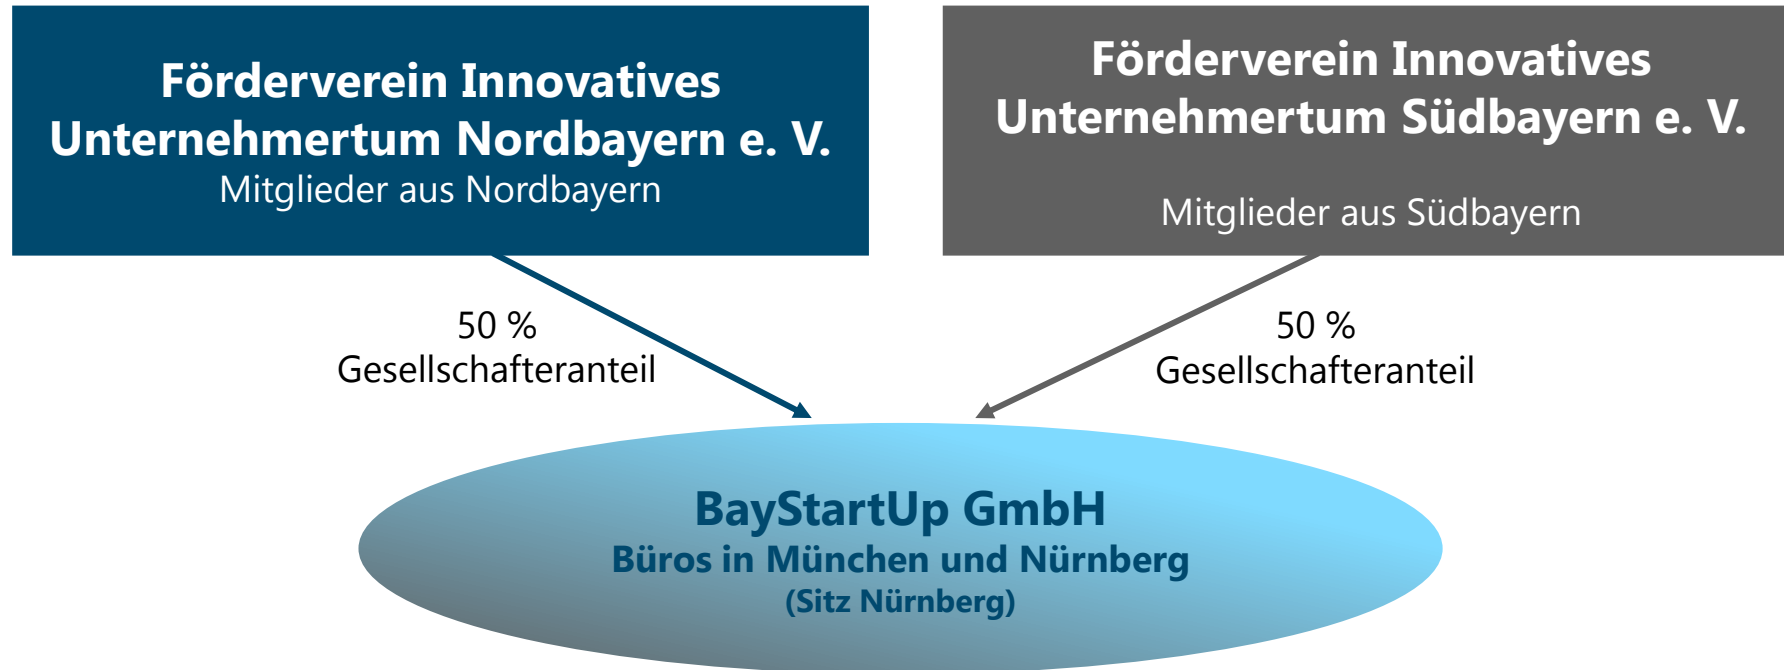 Förderverein Innovatives
Unternehmertum Nordbayern e. V.
Mitglieder aus Nordbayern
Förderverein Innovatives
Unternehmertum Südbayern e. V.
Mitglieder aus Südbayern
50 %
Gesellschafteranteil
50 %
Gesellschafteranteil
BayStartUp GmbH
Büros in München und Nürnberg
(Sitz Nürnberg)